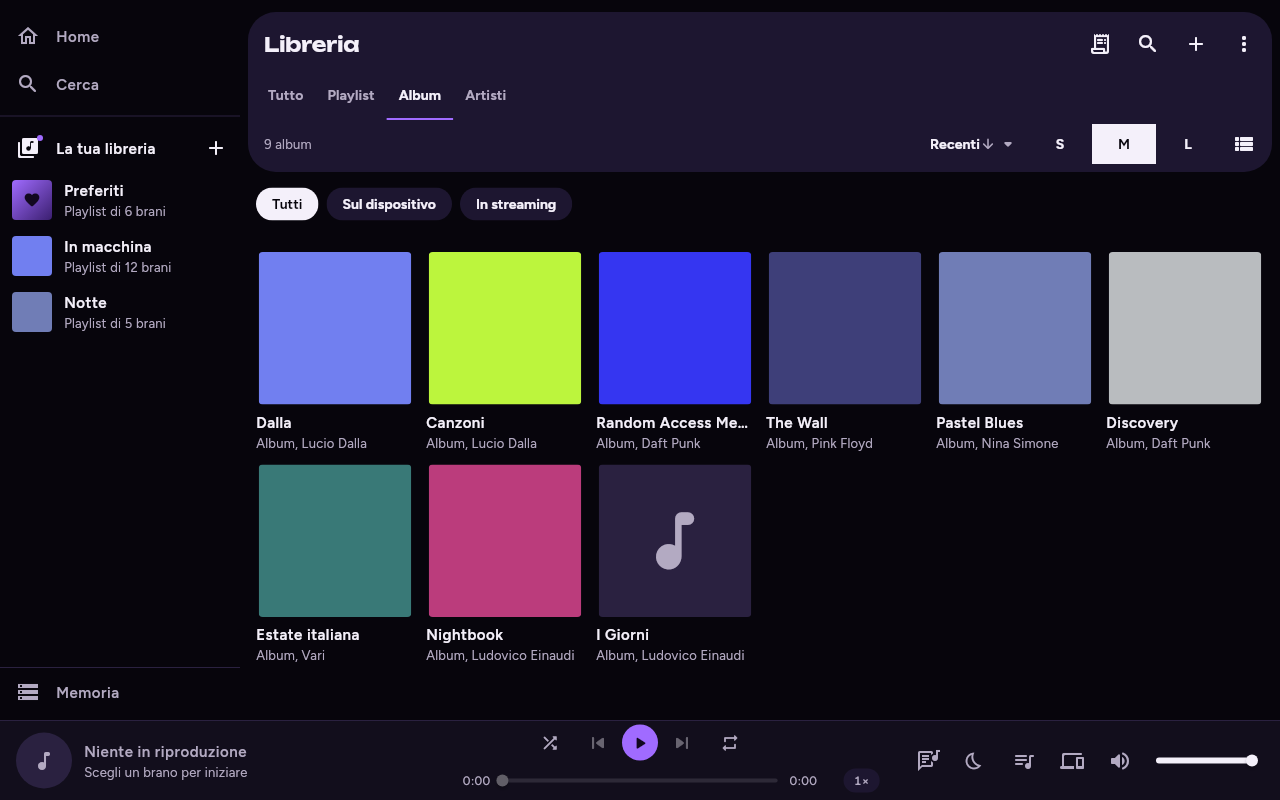 Home
Cerca
La tua libreria
Preferiti
Playlist di 6 brani
In macchina
Playlist di 12 brani
Notte
Playlist di 5 brani
Memoria
Libreria
Tutto Playlist Album Artisti
9 album
Recenti S M L
Tutti Sul dispositivo In streaming
Dalla
Album, Lucio Dalla
Canzoni
Album, Lucio Dalla
Random Access Me...
Album, Daft Punk
The Wall
Album, Pink Floyd
Pastel Blues
Album, Nina Simone
Discovery
Album, Daft Punk
Estate italiana
Album, Vari
Nightbook
Album, Ludovico Einaudi
I Giorni
Album, Ludovico Einaudi
Niente in riproduzione
Scegli un brano per iniziare
0:00 0:00 1×